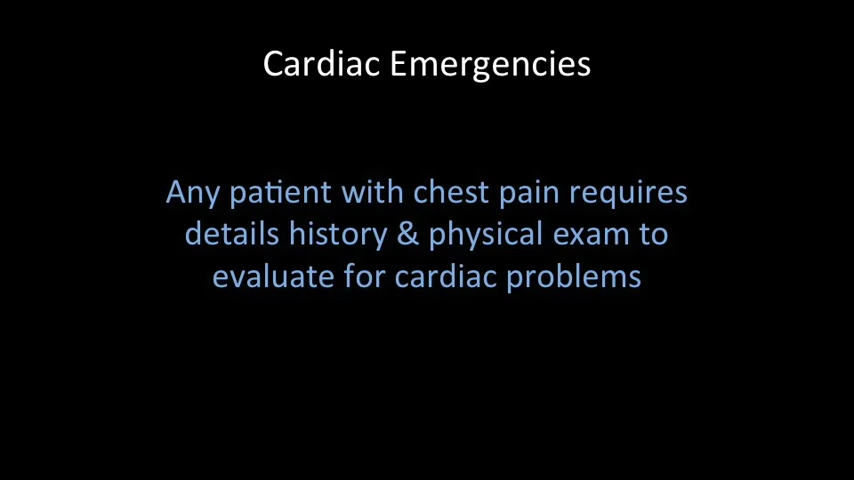 Cardiac Emergencies
Any patient with chest pain requires
details history & physical exam to
evaluate for cardiac problems